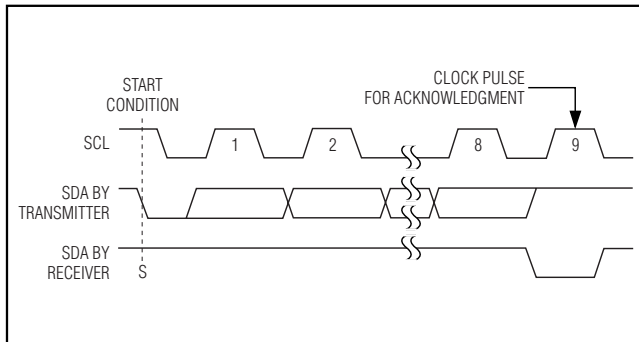 START
CONDITION
CLOCK PULSE
FOR ACKNOWLEDGMENT
SCL
1
2
8
9
SDA BY
TRANSMITTER
SDA BY
RECEIVER
S